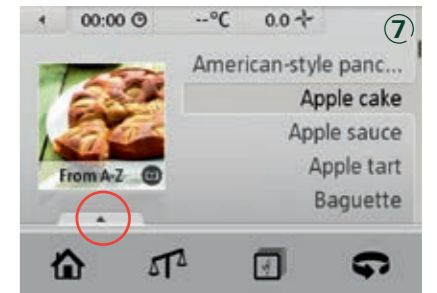 00:00 --°C 0.0
7
American-style panc...
Apple cake
Apple sauce
Apple tart
From A-Z
Baguette